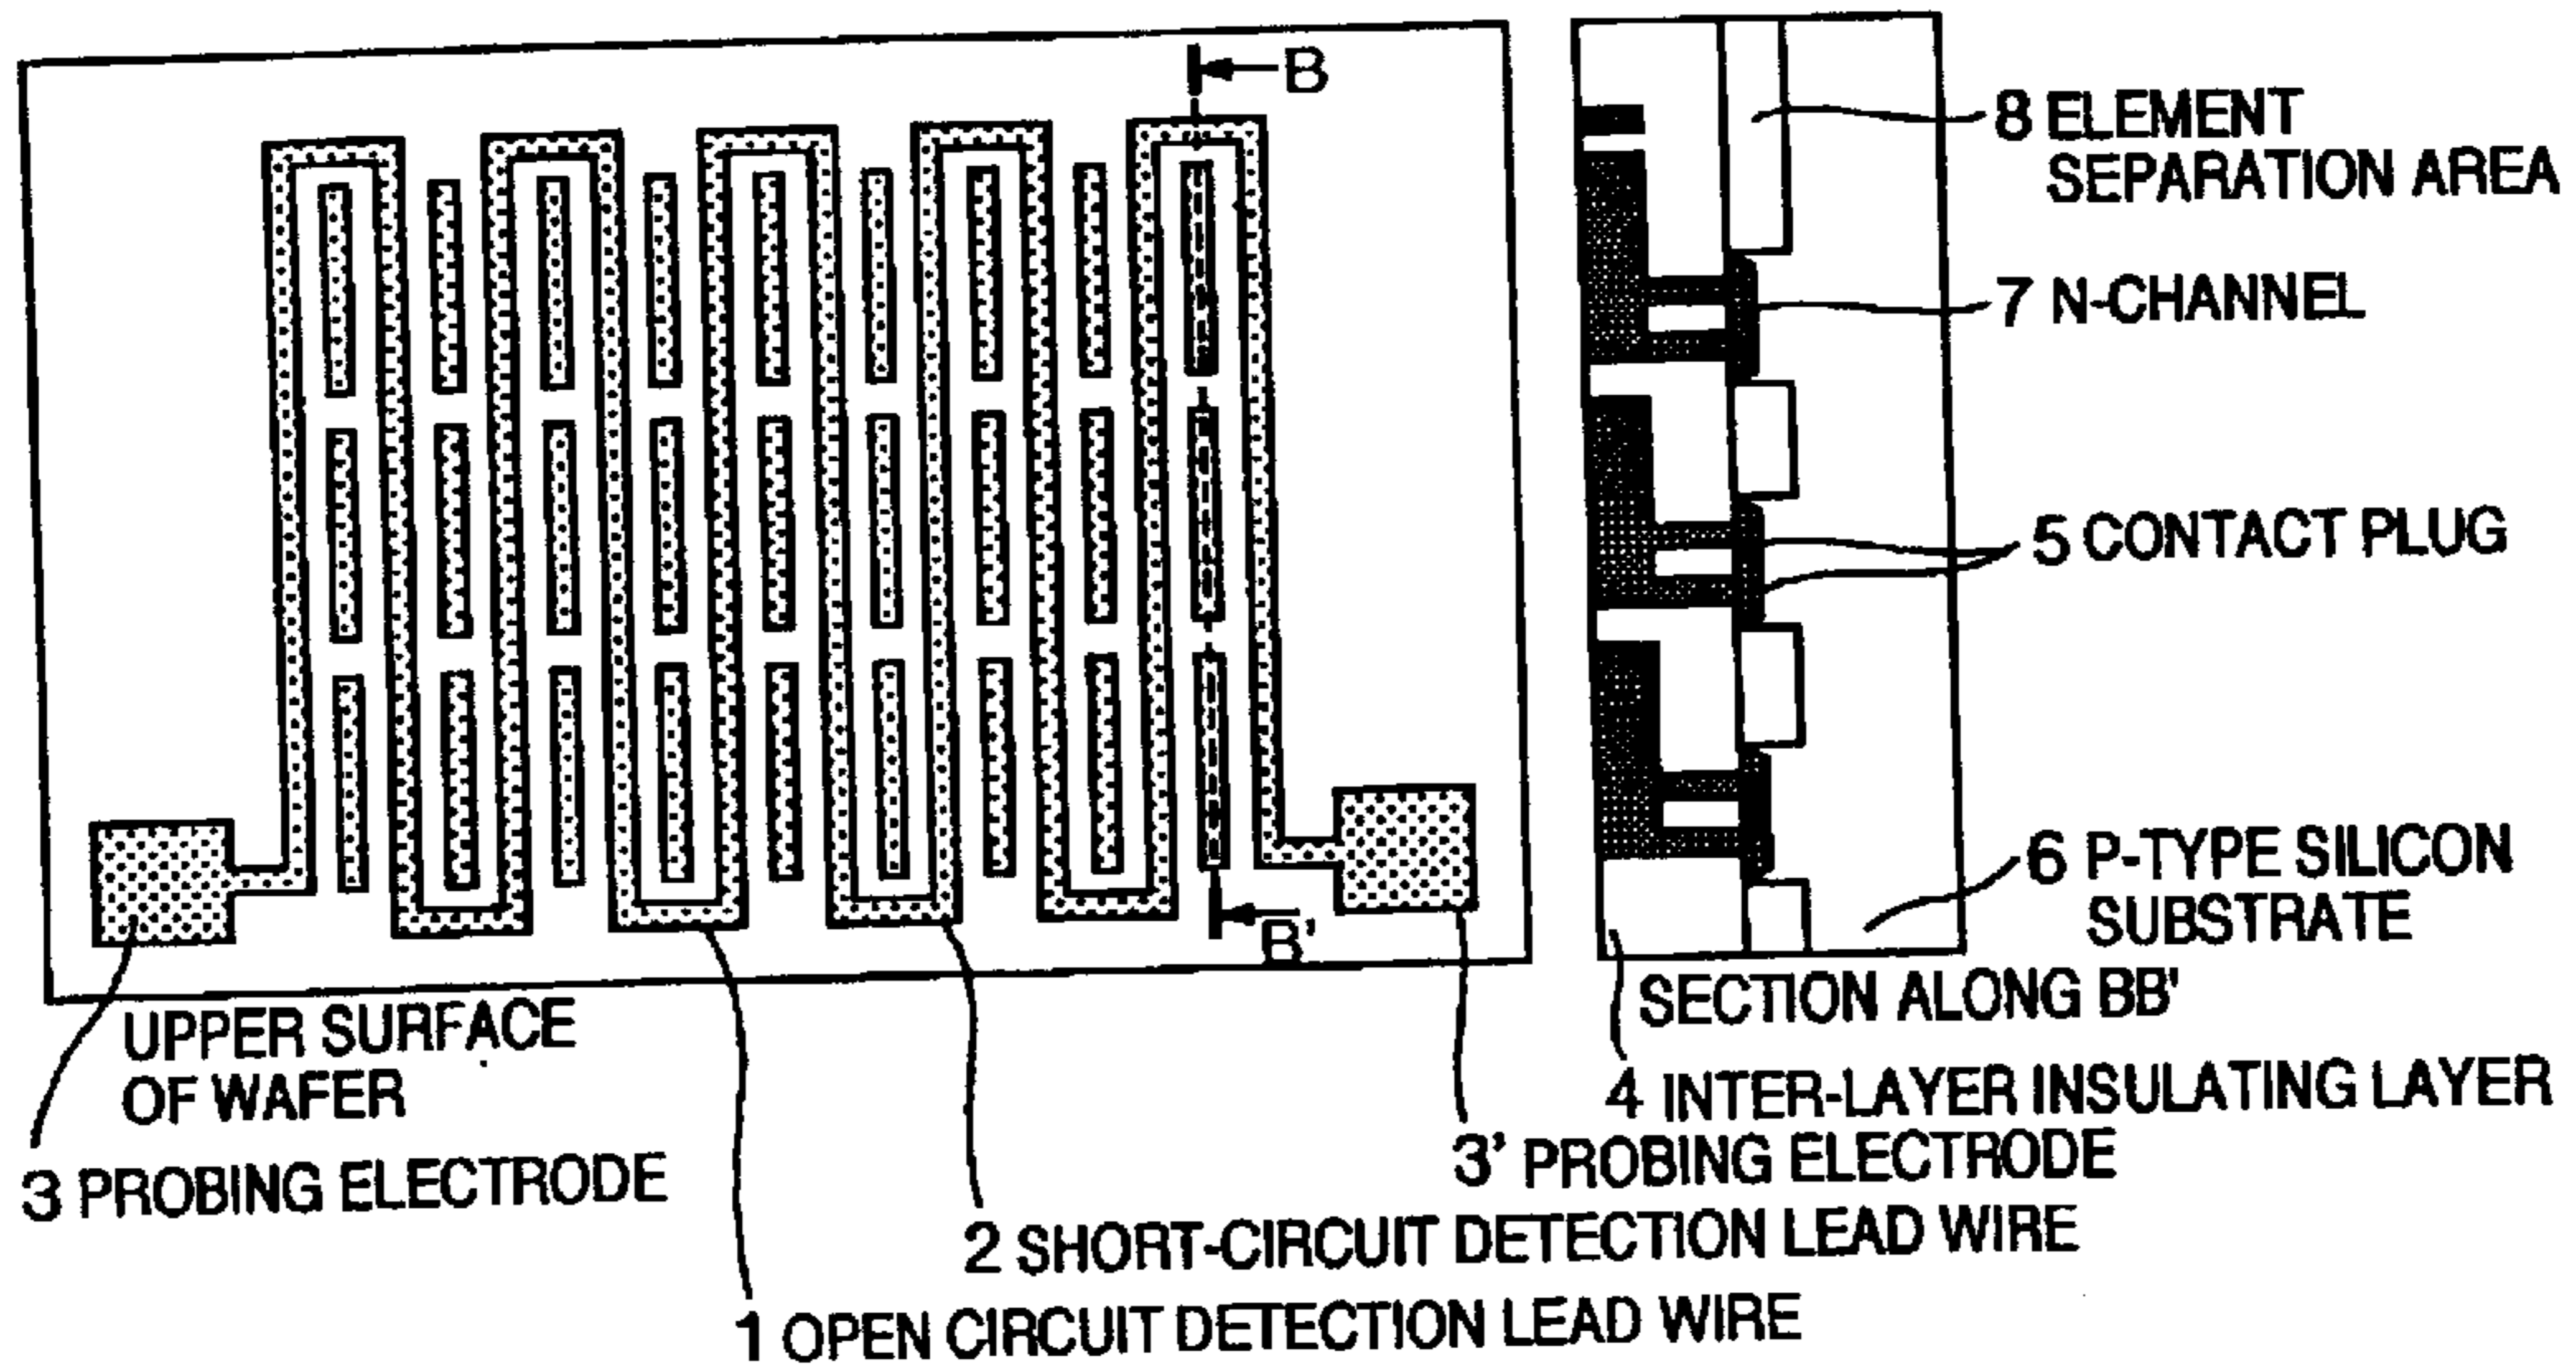 B
8 ELEMENT
SEPARATION AREA
7 N-CHANNEL
5 CONTACT PLUG
6 P-TYPE SILICON
SUBSTRATE
B'
SECTION ALONG BB'
UPPER SURFACE
OF WAFER
4 INTER-LAYER INSULATING LAYER
3' PROBING ELECTRODE
3 PROBING ELECTRODE
2 SHORT-CIRCUIT DETECTION LEAD WIRE
1 OPEN CIRCUIT DETECTION LEAD WIRE